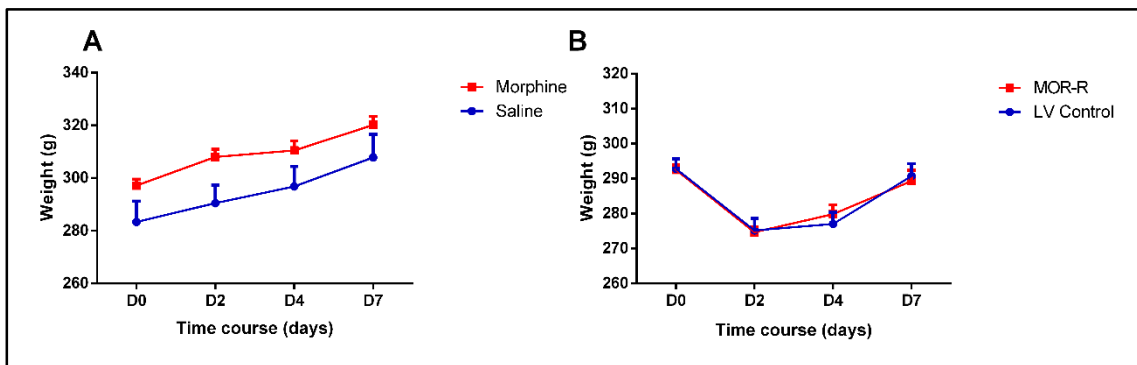 A
Morphine
Saline
Weight (g)
340
320
300
280
260
D0 D2 D4 D7
Time course (days)
B
MOR-R
LV Control
Weight (g)
320
310
300
290
280
270
260
D0 D2 D4 D7
Time course (days)